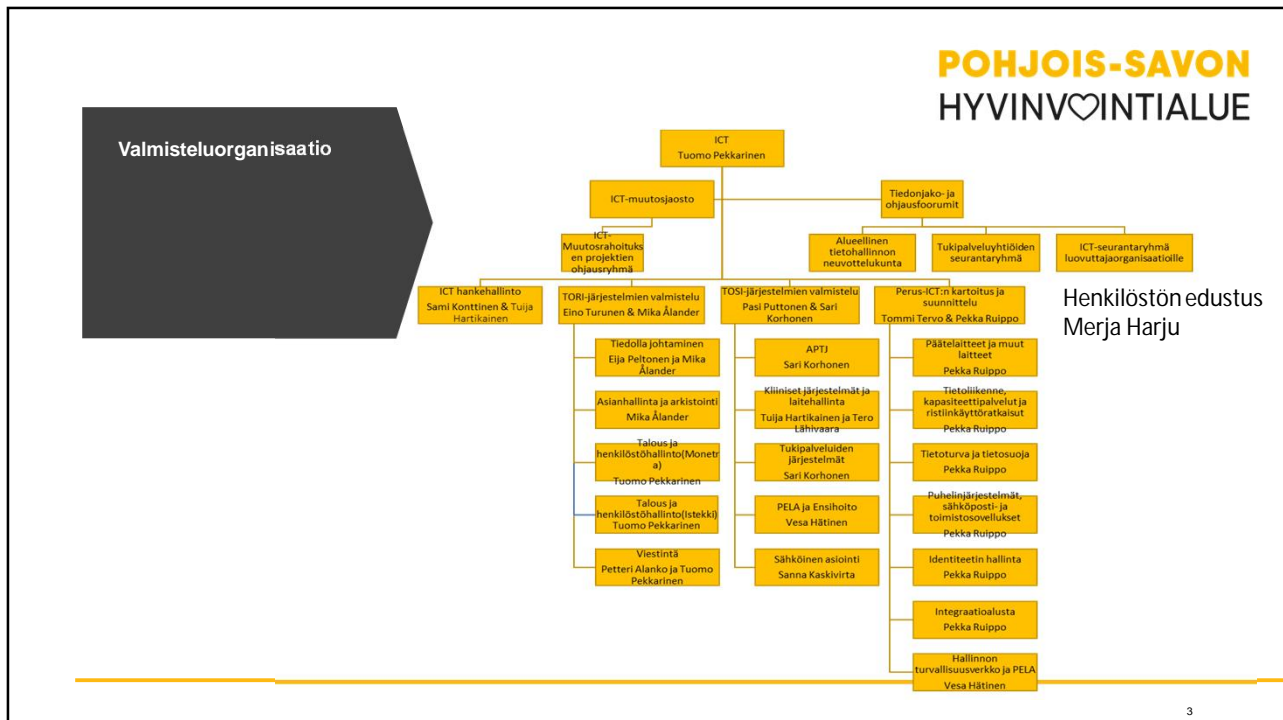 POHJOIS-SAVON
HYVINVOINTIALUE
Valmisteluorganisaatio
ICT
Tuomo Pekkarinen
ICT-muutosjaosto
Tiedonjako- ja
ohjausfoorumit
ICT-
Muutosrahoituks
en projektien
ohjausryhmä
Alueellinen
tietohallinnon
neuvottelukunta
Tukipalveluyhtiöiden
seurantaryhmä
ICT-seurantaryhmä
luovuttajaorganisaatioille
Henkilöstön edustus
Merja Harju
ICT hankehallinto
Sami Konttinen & Tuija
Hartikainen
TORI-järjestelmien valmistelu
Eino Turunen & Mika Ålander
TOSI-järjestelmien valmistelu
Pasi Puttonen & Sari
Korhonen
Perus-ICT:n kartoitus ja
suunnittelu
Tommi Tervo & Pekka Ruippo
Tiedolla johtaminen
Eija Peltonen ja Mika
Ålander
Asianhallinta ja arkistointi
Mika Ålander
Talous ja
henkilöstöhallinto(Monetr
a)
Tuomo Pekkarinen
Talous ja
henkilöstöhallinto(Istekki)
Tuomo Pekkarinen
Viestintä
Petteri Alanko ja Tuomo
Pekkarinen
APTJ
Sari Korhonen
Kliiniset järjestelmät ja
laitehallinta
Tuija Hartikainen ja Tero
Lähivaara
Tukipalveluiden
järjestelmät
Sari Korhonen
PELA ja Ensihoito
Vesa Hätinen
Sähköinen asiointi
Sanna Kaskivirta
Päätelaitteet ja muut
laitteet
Pekka Ruippo
Tietoliikenne,
kapasiteettipalvelut ja
ristiinkäyttöratkaisut
Pekka Ruippo
Tietoturva ja tietosuoja
Pekka Ruippo
Puhelinjärjestelmät,
sähköposti- ja
toimistosovellukset
Pekka Ruippo
Identiteetin hallinta
Pekka Ruippo
Integraatioalusta
Pekka Ruippo
Hallinnon
turvallisuusverkko ja PELA
Vesa Hätinen
3